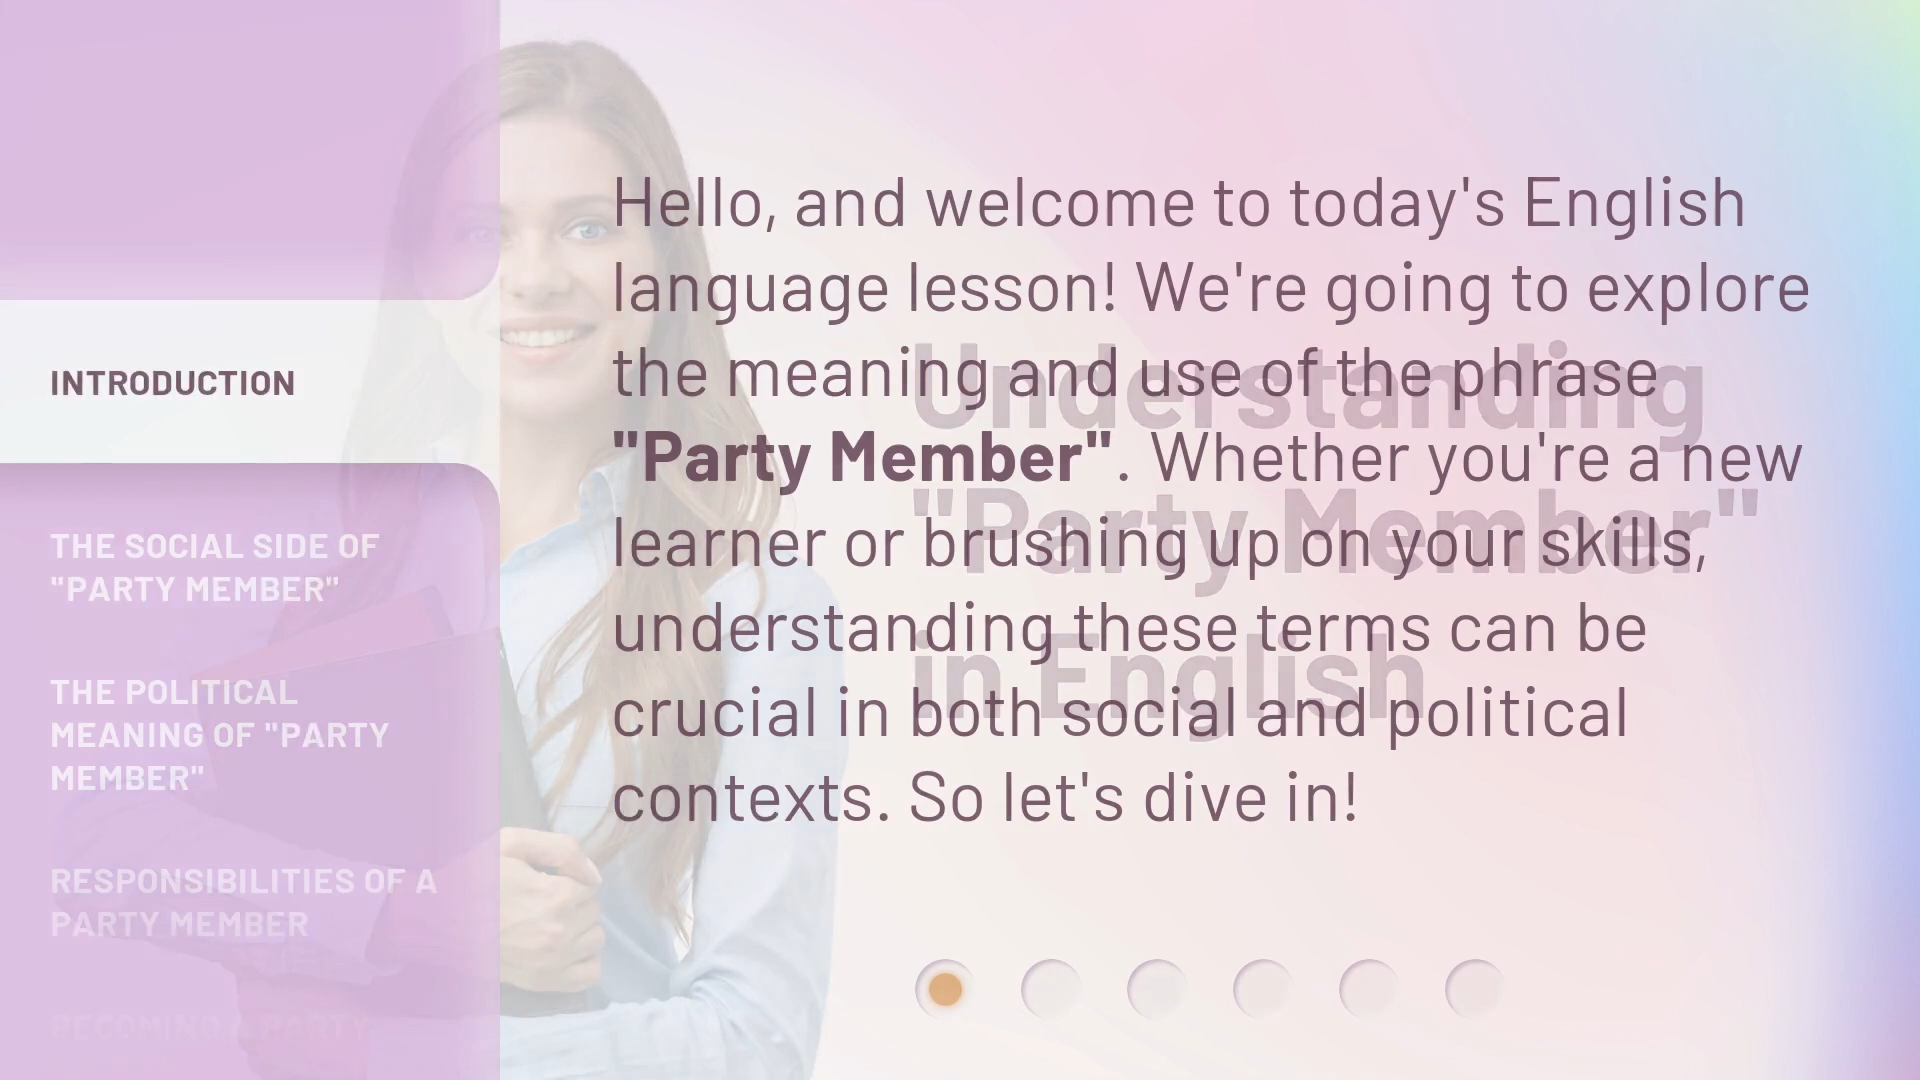 INTRODUCTION
THE SOCIAL SIDE OF
"PARTY MEMBER"
THE POLITICAL
MEANING OF "PARTY
MEMBER"
RESPONSIBILITIES OF A
PARTY MEMBER
BECOMING A PARTY
Hello, and welcome to today's English
language lesson! We're going to explore
the meaning and use of the phrase
"Party Member". Whether you're a new
learner or brushing up on your skills,
understanding these terms can be
crucial in both social and political
contexts. So let's dive in!
Understanding
"Party Member"
in English